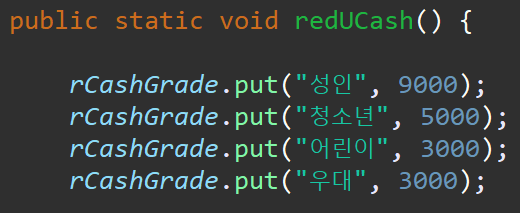 public static void redUCash() {
rCashGrade.put("성인", 9000);
rCashGrade.put("청소년", 5000);
rCashGrade.put("어린이", 3000);
rCashGrade.put("우대", 3000);